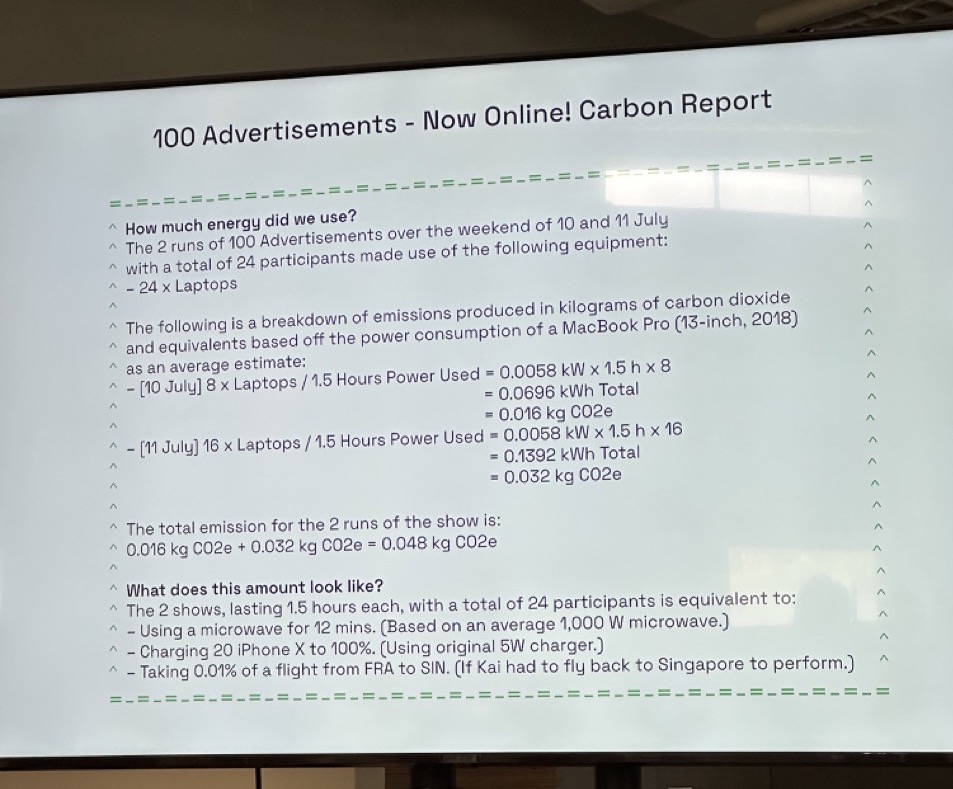 100 Advertisements - Now Online! Carbon Report
=_=_=_=_=_=_=_=_=_=_=_=_=_=_=_=_=_=_=_=_=_=_=_=_=_=_=_=
^ How much energy did we use? ^
^ The 2 runs of 100 Advertisements over the weekend of 10 and 11 July ^
^ with a total of 24 participants made use of the following equipment: ^
^ - 24 x Laptops ^
^ ^
^ The following is a breakdown of emissions produced in kilograms of carbon dioxide ^
^ and equivalents based off the power consumption of a MacBook Pro (13-inch, 2018) ^
^ as an average estimate: ^
^ - [10 July] 8 x Laptops / 1.5 Hours Power Used = 0.0058 kW x 1.5 h x 8 ^
^ = 0.0696 kWh Total ^
^ = 0.016 kg CO2e ^
^ - [11 July] 16 x Laptops / 1.5 Hours Power Used = 0.0058 kW x 1.5 h x 16 ^
^ = 0.1392 kWh Total ^
^ = 0.032 kg CO2e ^
^ ^
^ The total emission for the 2 runs of the show is: ^
^ 0.016 kg CO2e + 0.032 kg CO2e = 0.048 kg CO2e ^
^ ^
^ What does this amount look like? ^
^ The 2 shows, lasting 1.5 hours each, with a total of 24 participants is equivalent to: ^
^ - Using a microwave for 12 mins. (Based on an average 1,000 W microwave.) ^
^ - Charging 20 iPhone X to 100%. (Using original 5W charger.) ^
^ - Taking 0.01% of a flight from FRA to SIN. (If Kai had to fly back to Singapore to perform.) ^
=_=_=_=_=_=_=_=_=_=_=_=_=_=_=_=_=_=_=_=_=_=_=_=_=_=_=_=_=